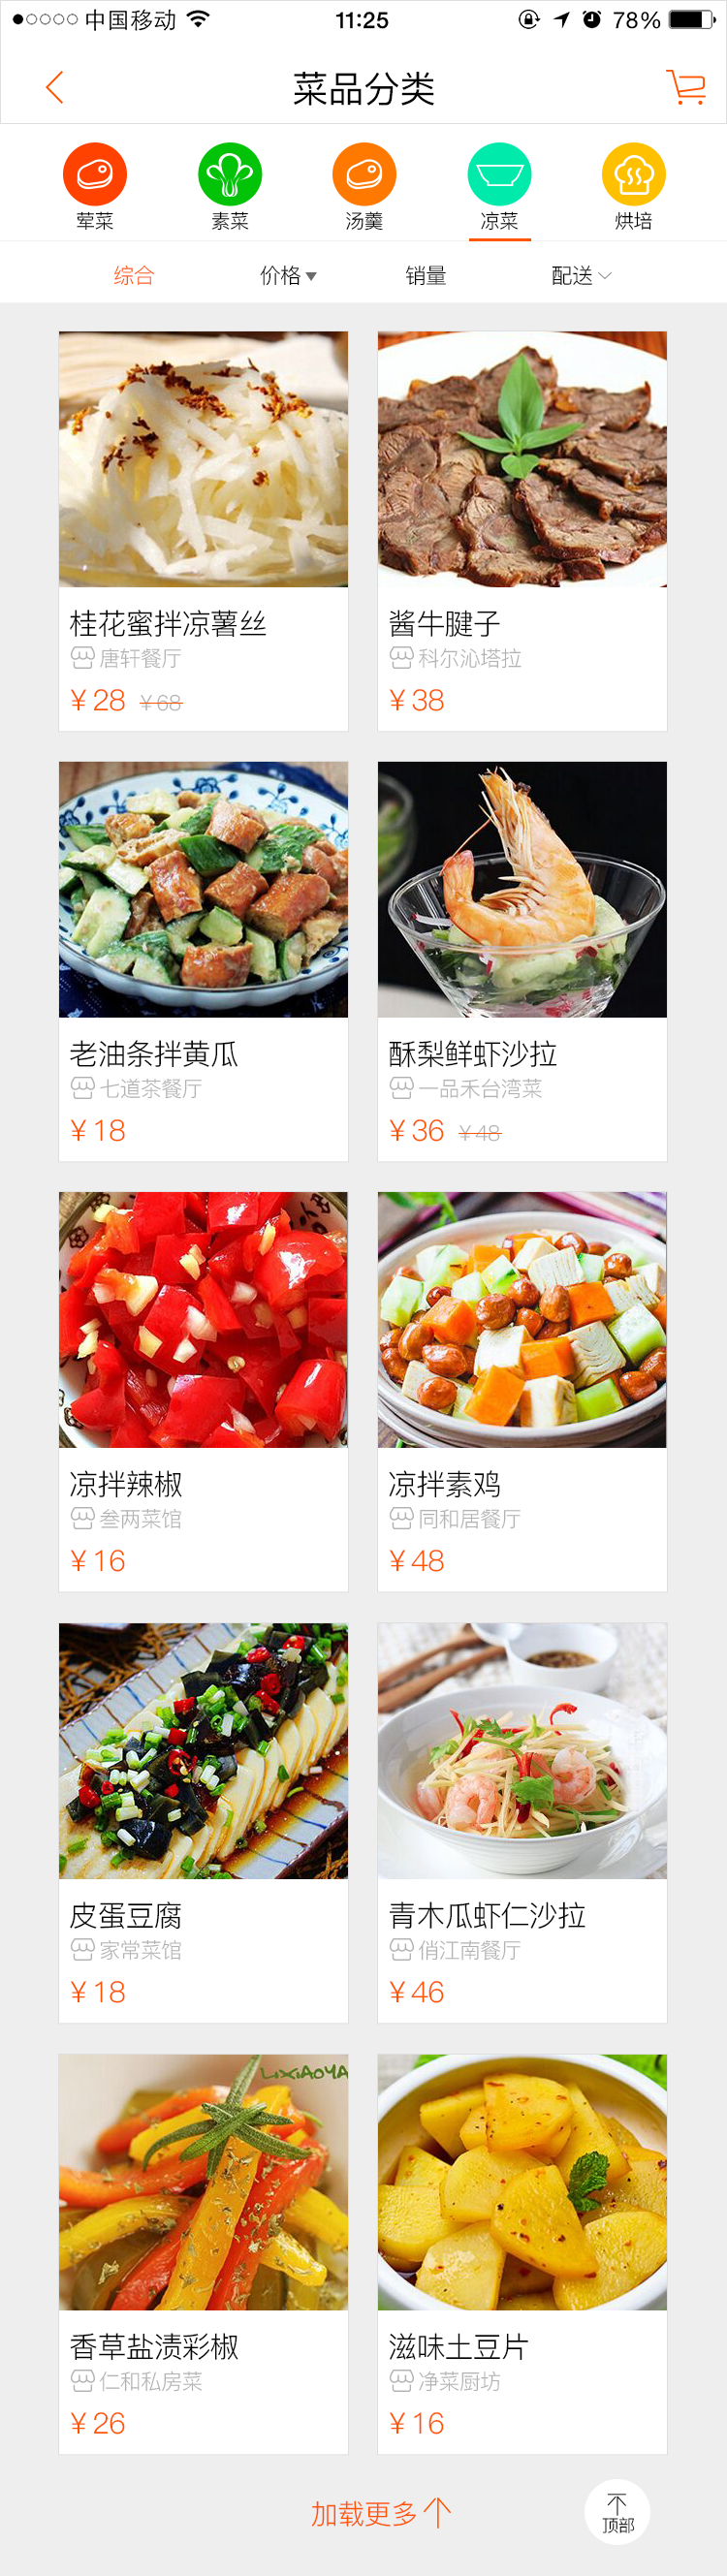 中国移动 11:25 78%
菜品分类
荤菜 素菜 汤羹 凉菜 烘培
综合 价格 销量 配送
桂花蜜拌凉薯丝
唐轩餐厅
¥28 ¥68
酱牛腱子
科尔沁塔拉
¥38
老油条拌黄瓜
七道茶餐厅
¥18
酥梨鲜虾沙拉
一品禾台湾菜
¥36 ¥48
凉拌辣椒
叁两菜馆
¥16
凉拌素鸡
同和居餐厅
¥48
皮蛋豆腐
家常菜馆
¥18
青木瓜虾仁沙拉
俏江南餐厅
¥46
LiXiAoYA
香草盐渍彩椒
仁和私房菜
¥26
滋味土豆片
净菜厨坊
¥16
加载更多
顶部